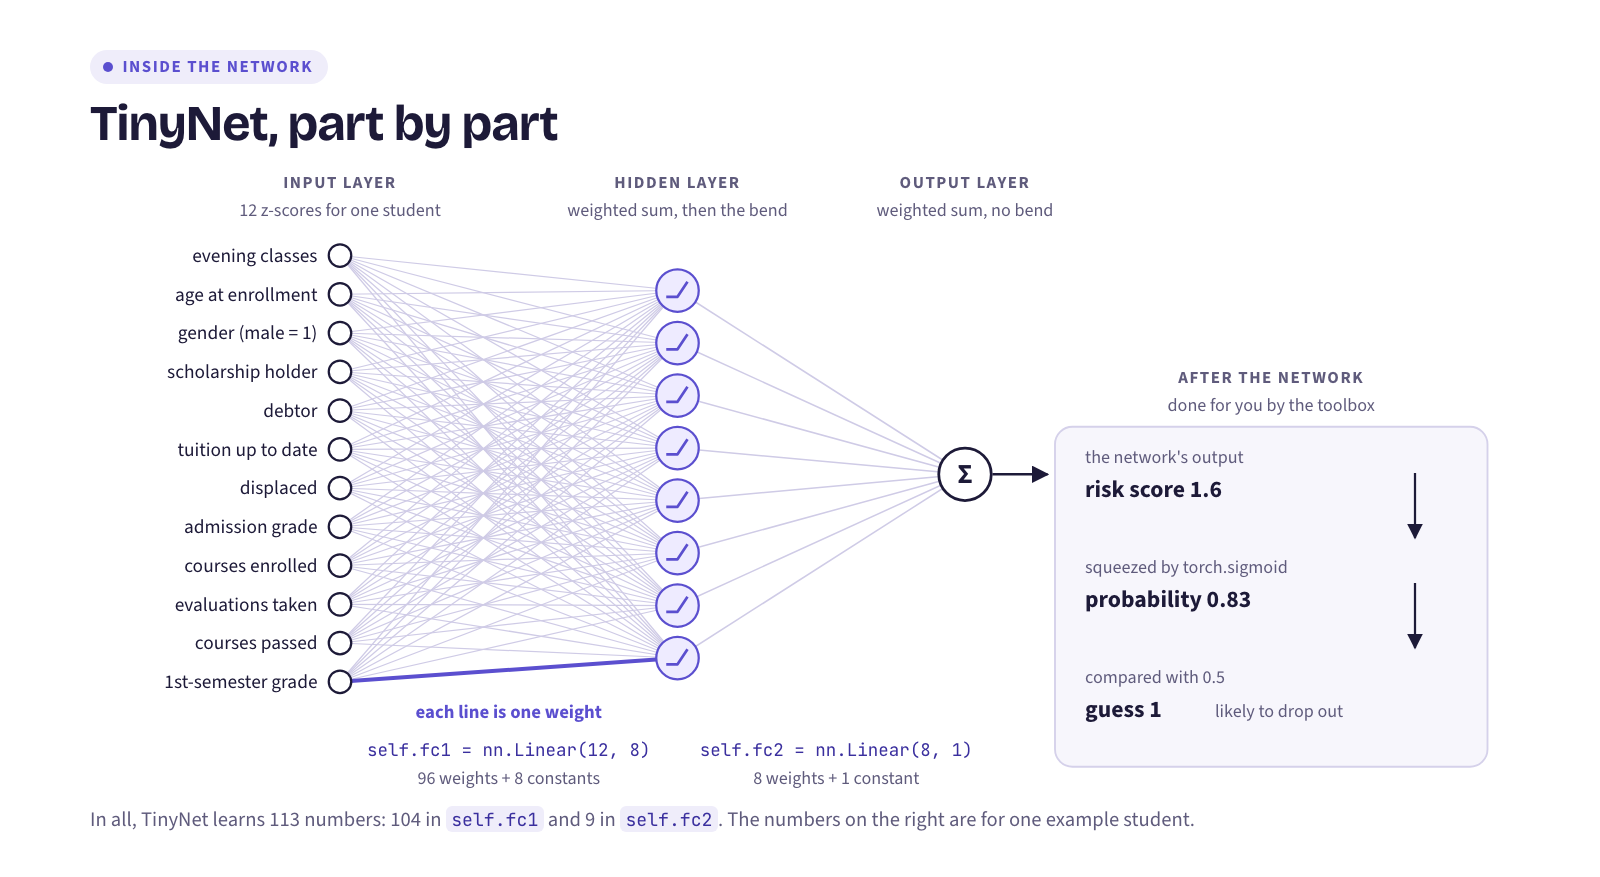 INSIDE THE NETWORK
TinyNet, part by part
INPUT LAYER
12 z-scores for one student
HIDDEN LAYER
weighted sum, then the bend
OUTPUT LAYER
weighted sum, no bend
evening classes
age at enrollment
gender (male = 1)
scholarship holder
debtor
tuition up to date
displaced
admission grade
courses enrolled
evaluations taken
courses passed
1st-semester grade
Σ
each line is one weight
self.fc1 = nn.Linear(12, 8)
96 weights + 8 constants
self.fc2 = nn.Linear(8, 1)
8 weights + 1 constant
AFTER THE NETWORK
done for you by the toolbox
the network's output
risk score 1.6
squeezed by torch.sigmoid
probability 0.83
compared with 0.5
guess 1 likely to drop out
In all, TinyNet learns 113 numbers: 104 in self.fc1 and 9 in self.fc2. The numbers on the right are for one example student.